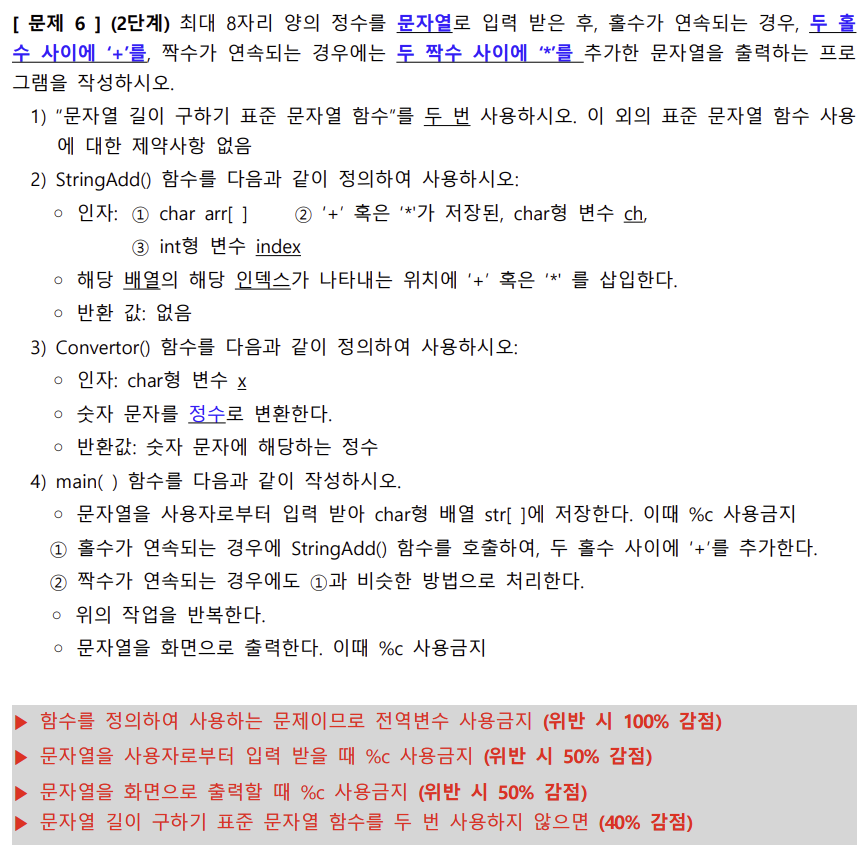 [ 문제 6 ] (2단계) 최대 8자리 양의 정수를 문자열로 입력 받은 후, 홀수가 연속되는 경우, 두 홀
수 사이에 ‘+’를, 짝수가 연속되는 경우에는 두 짝수 사이에 ‘*’를 추가한 문자열을 출력하는 프로
그램을 작성하시오.
1) “문자열 길이 구하기 표준 문자열 함수”를 두 번 사용하시오. 이 외의 표준 문자열 함수 사용
에 대한 제약사항 없음
2) StringAdd() 함수를 다음과 같이 정의하여 사용하시오:
○ 인자: ① char arr[ ] ② ‘+’ 혹은 ‘*'가 저장된, char형 변수 ch,
③ int형 변수 index
○ 해당 배열의 해당 인덱스가 나타내는 위치에 ‘+’ 혹은 ‘*' 를 삽입한다.
○ 반환 값: 없음
3) Convertor() 함수를 다음과 같이 정의하여 사용하시오:
○ 인자: char형 변수 x
○ 숫자 문자를 정수로 변환한다.
○ 반환값: 숫자 문자에 해당하는 정수
4) main( ) 함수를 다음과 같이 작성하시오.
○ 문자열을 사용자로부터 입력 받아 char형 배열 str[ ]에 저장한다. 이때 %c 사용금지
① 홀수가 연속되는 경우에 StringAdd() 함수를 호출하여, 두 홀수 사이에 ‘+’를 추가한다.
② 짝수가 연속되는 경우에도 ①과 비슷한 방법으로 처리한다.
○ 위의 작업을 반복한다.
○ 문자열을 화면으로 출력한다. 이때 %c 사용금지
▶ 함수를 정의하여 사용하는 문제이므로 전역변수 사용금지 (위반 시 100% 감점)
▶ 문자열을 사용자로부터 입력 받을 때 %c 사용금지 (위반 시 50% 감점)
▶ 문자열을 화면으로 출력할 때 %c 사용금지 (위반 시 50% 감점)
▶ 문자열 길이 구하기 표준 문자열 함수를 두 번 사용하지 않으면 (40% 감점)